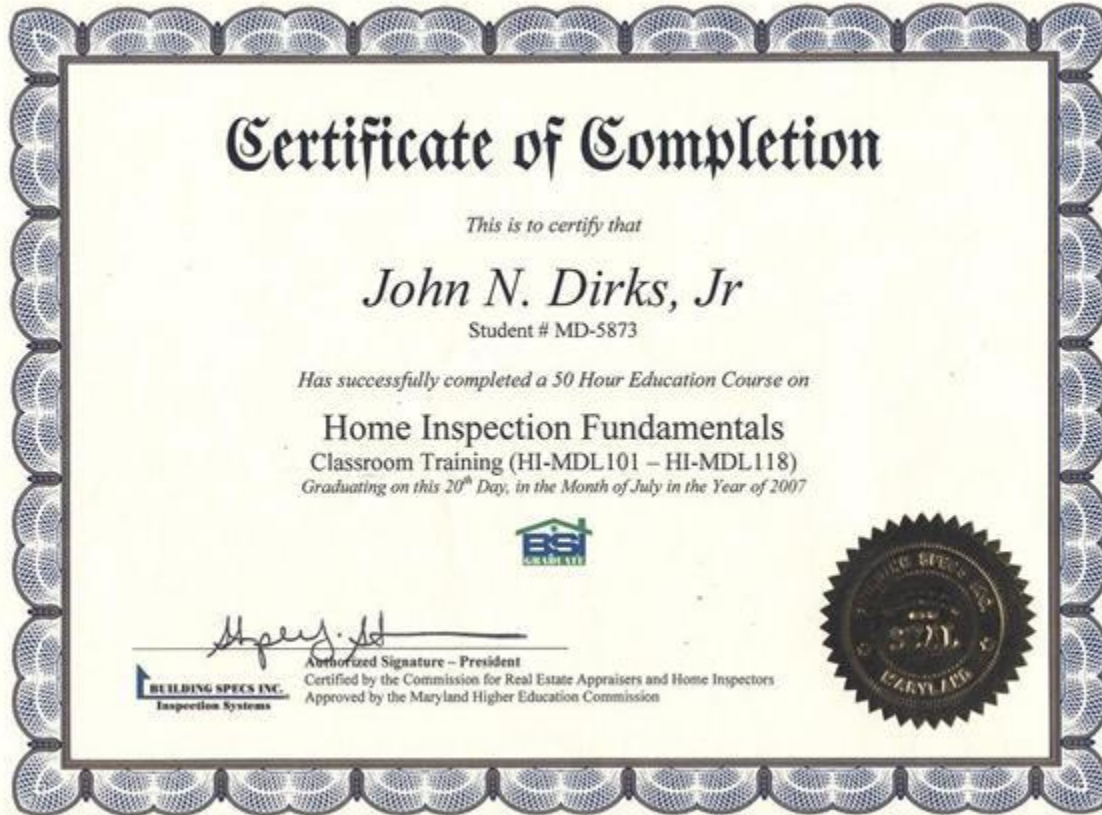 Certificate of Completion
This is to certify that
John N. Dirks, Jr
Student # MD-5873
Has successfully completed a 50 Hour Education Course on
Home Inspection Fundamentals
Classroom Training (HI-MDL101 – HI-MDL118)
Graduating on this 20th Day, in the Month of July in the Year of 2007
BSI
GRADUATE
Authorized Signature – President
Certified by the Commission for Real Estate Appraisers and Home Inspectors
Approved by the Maryland Higher Education Commission
BUILDING SPECS INC.
Inspection Systems
BUILDING SPECS INC.
SEAL
MARYLAND